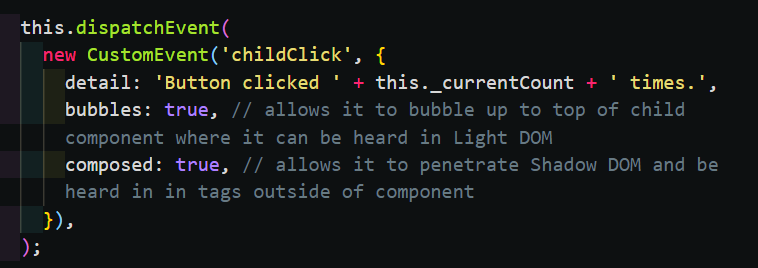 this.dispatchEvent(
new CustomEvent('childClick', {
detail: 'Button clicked ' + this._currentCount + ' times.',
bubbles: true, // allows it to bubble up to top of child
component where it can be heard in Light DOM
composed: true, // allows it to penetrate Shadow DOM and be
heard in in tags outside of component
}),
);